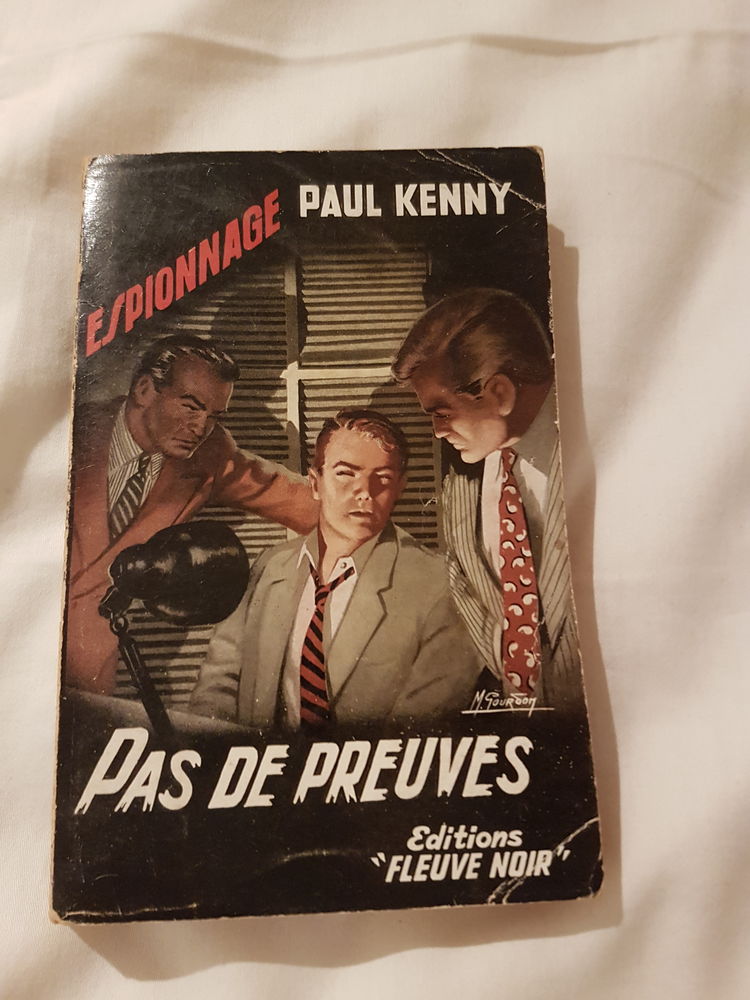 PAUL KENNY
ESPIONNAGE
M. GOURDON
PAS DE PREUVES
Editions
"FLEUVE NOIR"